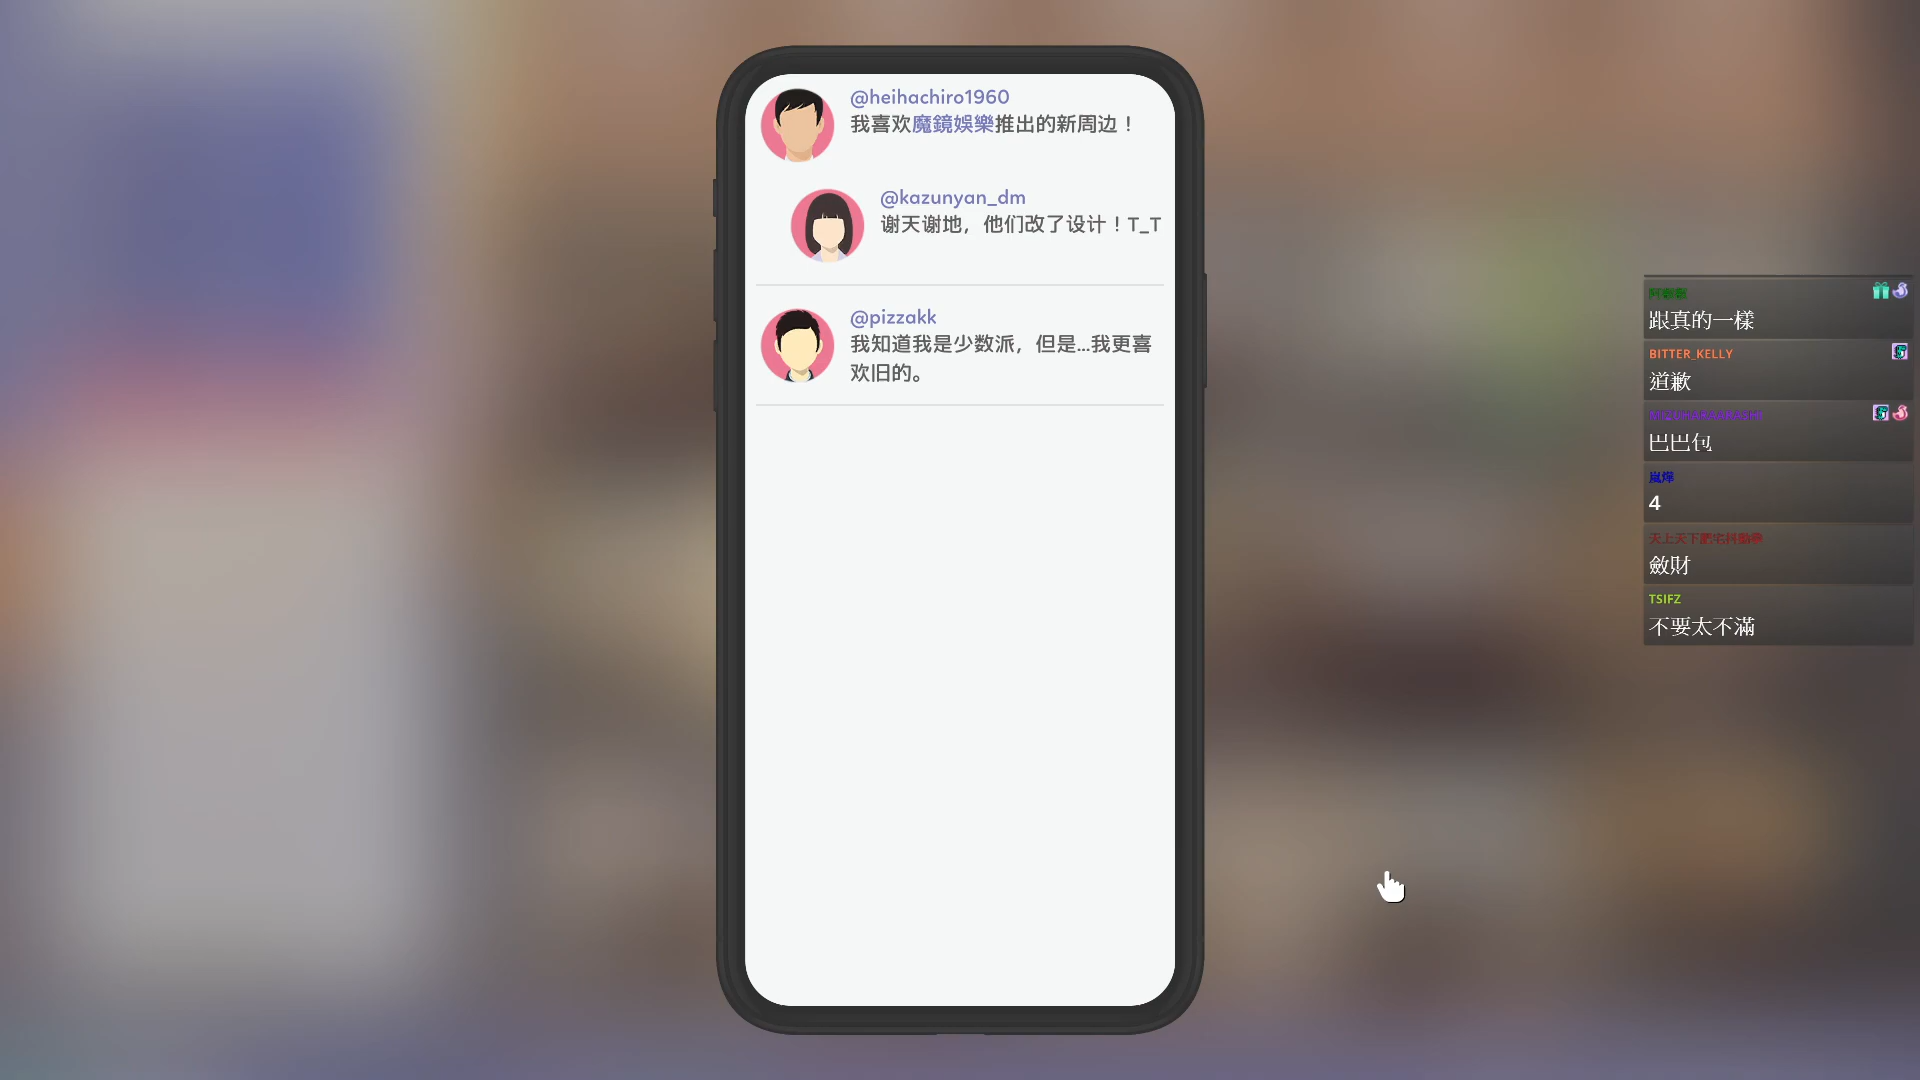 @heihachiro1960
我喜欢魔鏡娛樂推出的新周边！
@kazunyan_dm
谢天谢地，他们改了设计！T_T
@pizzakk
我知道我是少数派，但是...我更喜
欢旧的。
跟真的一樣
BITTER_KELLY
道歉
巴巴包
嵐燁
4
斂財
TSIFZ
不要太不滿